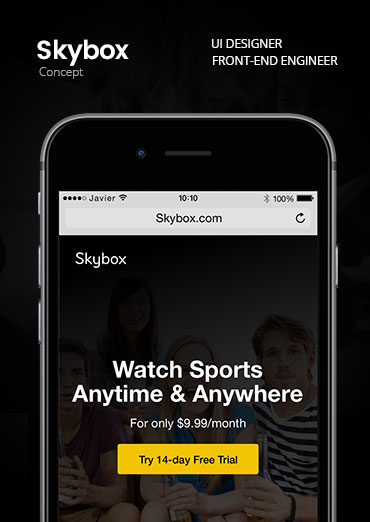 Skybox
Concept
UI DESIGNER
FRONT-END ENGINEER
Javier
10:10
100%
Skybox.com
Skybox
Watch Sports
Anytime & Anywhere
For only $9.99/month
Try 14-day Free Trial